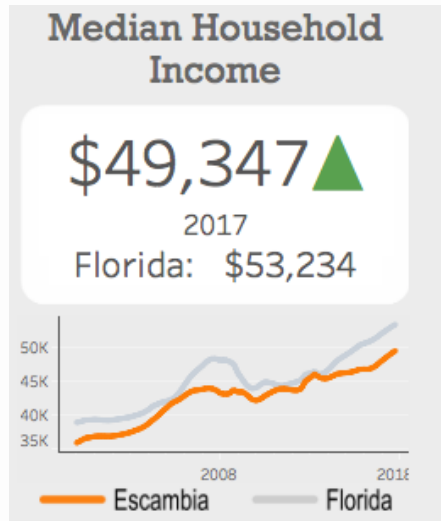 Median Household
Income
$49,347
2017
Florida: $53,234
50K
45K
40K
35K
2008
2018
Escambia
Florida